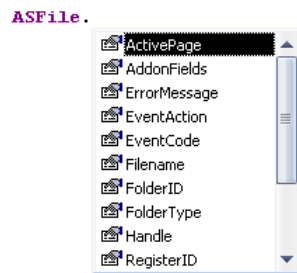 ASFile.
ActivePage
AddonFields
ErrorMessage
EventAction
EventCode
Filename
FolderID
FolderType
Handle
RegisterID